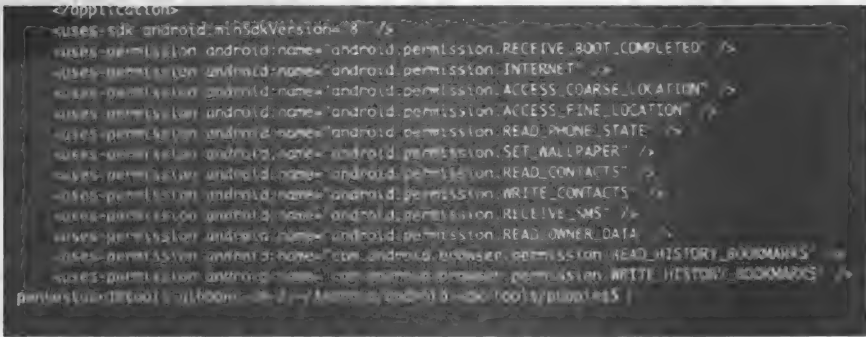 </application>
<uses-sdk android:minSdkVersion="8" />
<uses-permission android:name="android.permission.RECEIVE_BOOT_COMPLETED" />
<uses-permission android:name="android.permission.INTERNET" />
<uses-permission android:name="android.permission.ACCESS_COARSE_LOCATION" />
<uses-permission android:name="android.permission.ACCESS_FINE_LOCATION" />
<uses-permission android:name="android.permission.READ_PHONE_STATE" />
<uses-permission android:name="android.permission.SET_WALLPAPER" />
<uses-permission android:name="android.permission.READ_CONTACTS" />
<uses-permission android:name="android.permission.WRITE_CONTACTS" />
<uses-permission android:name="android.permission.RECEIVE_SMS" />
<uses-permission android:name="android.permission.READ_OWNER_DATA" />
<uses-permission android:name="com.android.browser.permission.READ_HISTORY_BOOKMARKS" />
<uses-permission android:name="com.android.browser.permission.WRITE_HISTORY_BOOKMARKS" />